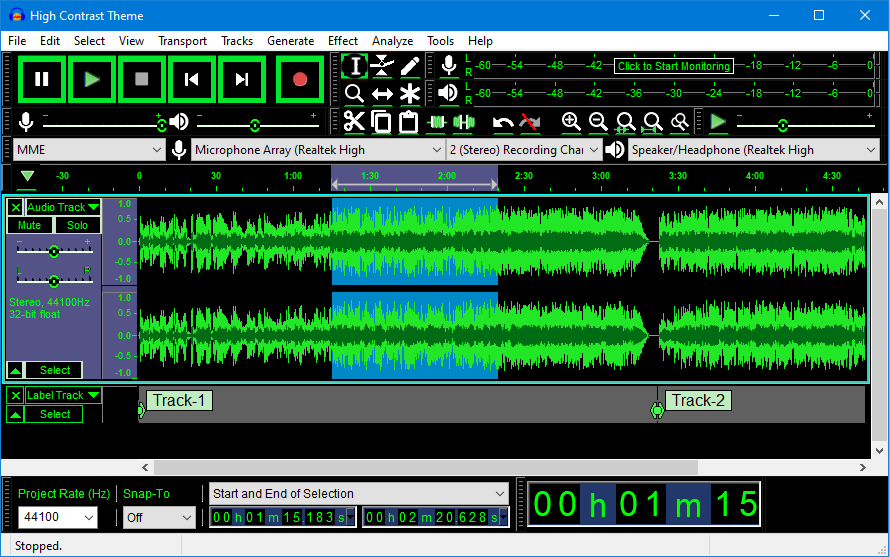 High Contrast Theme
File Edit Select View Transport Tracks Generate Effect Analyze Tools Help
L R -60 -54 -48 -42 Click to Start Monitoring -18 -12 -6 0
L R -60 -54 -48 -42 -36 -30 -24 -18 -12 -6 0
- + - + - +
MME Microphone Array (Realtek High 2 (Stereo) Recording Char Speaker/Headphone (Realtek High
-30 0 30 1:00 1:30 2:00 2:30 3:00 3:30 4:00 4:30
Audio Track
Mute Solo
- +
L R
Stereo, 44100Hz
32-bit float
Select
1.0
0.5
0.0
-0.5
-1.0
1.0
0.5
0.0
-0.5
-1.0
Label Track
Select
Track-1 Track-2
Project Rate (Hz) Snap-To Start and End of Selection
44100 Off 00 h 01 m 15.183 s 00 h 02 m 20.628 s
00 h 01 m 15
Stopped.